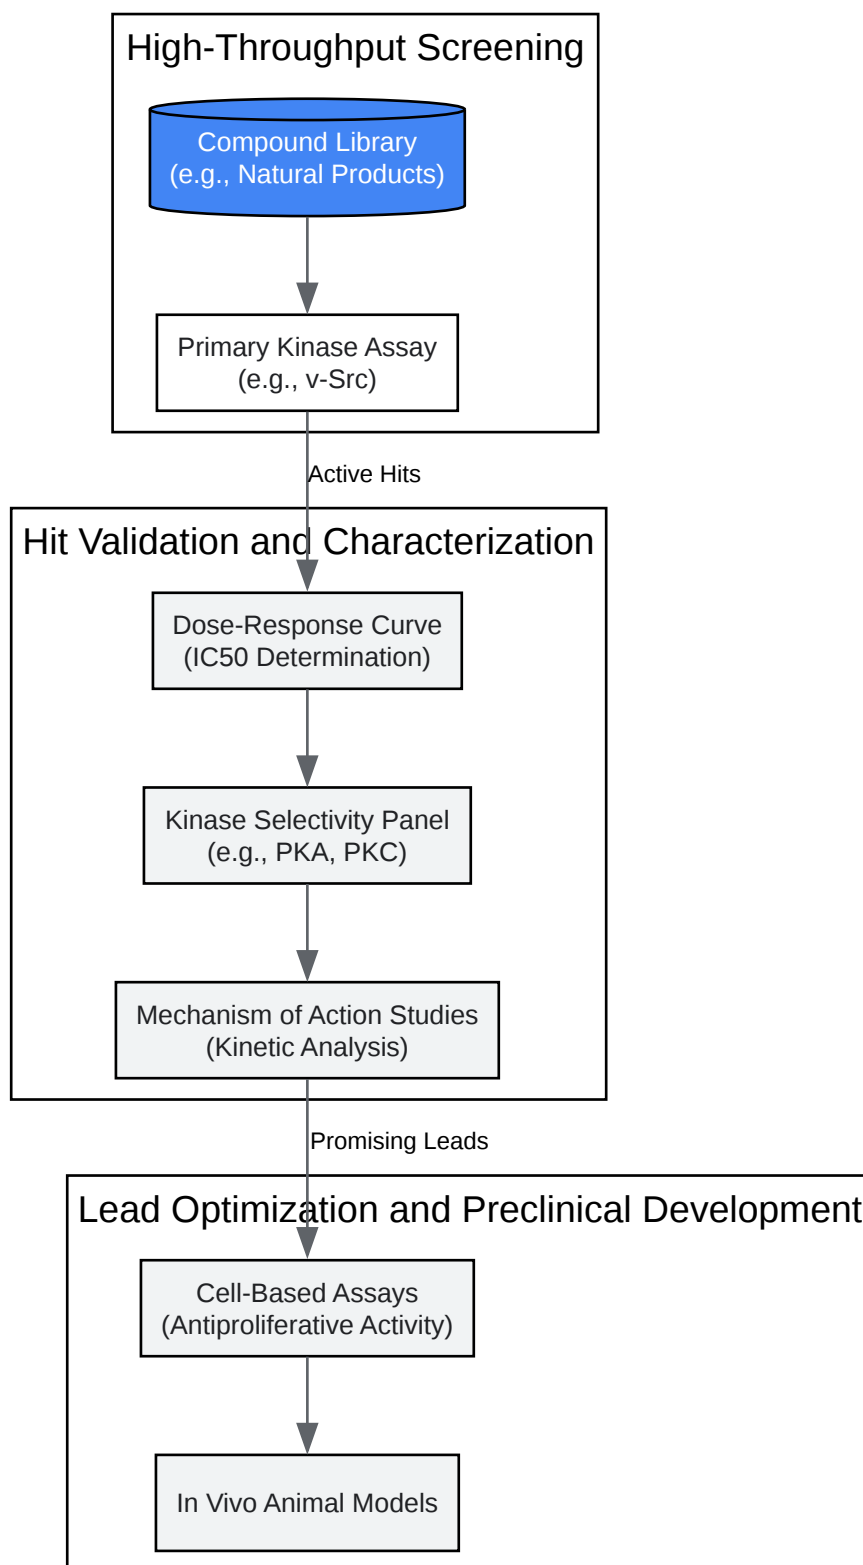 High-Throughput Screening
Compound Library
(e.g., Natural Products)
Primary Kinase Assay
(e.g., v-Src)
Active Hits
Hit Validation and Characterization
Dose-Response Curve
(IC50 Determination)
Kinase Selectivity Panel
(e.g., PKA, PKC)
Mechanism of Action Studies
(Kinetic Analysis)
Promising Leads
Lead Optimization and Preclinical Development
Cell-Based Assays
(Antiproliferative Activity)
In Vivo Animal Models